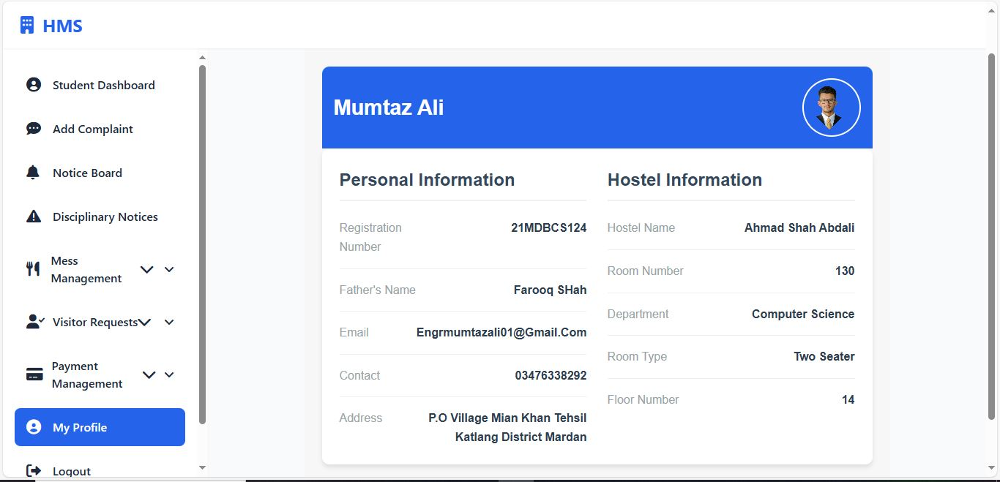 HMS
Student Dashboard
Add Complaint
Notice Board
Disciplinary Notices
Mess
Management
Visitor Requests
Payment
Management
My Profile
Logout
Mumtaz Ali
Personal Information
Registration
Number
21MDBCS124
Father's Name
Farooq SHah
Email
Engrmumtazali01@Gmail.Com
Contact
03476338292
Address
P.O Village Mian Khan Tehsil
Katlang District Mardan
Hostel Information
Hostel Name
Ahmad Shah Abdali
Room Number
130
Department
Computer Science
Room Type
Two Seater
Floor Number
14